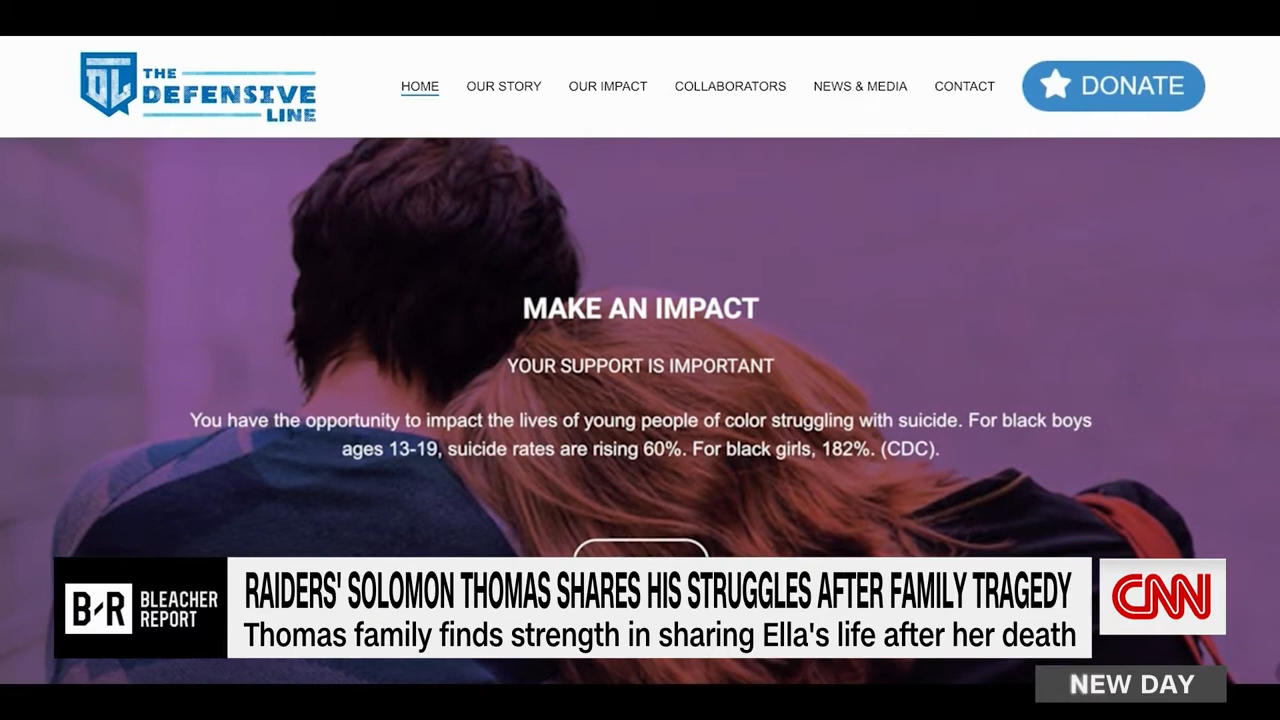 DL THE DEFENSIVE LINE
HOME OUR STORY OUR IMPACT COLLABORATORS NEWS & MEDIA CONTACT DONATE
MAKE AN IMPACT
YOUR SUPPORT IS IMPORTANT
You have the opportunity to impact the lives of young people of color struggling with suicide. For black boys
ages 13-19, suicide rates are rising 60%. For black girls, 182%. (CDC).
B-R BLEACHER REPORT
RAIDERS' SOLOMON THOMAS SHARES HIS STRUGGLES AFTER FAMILY TRAGEDY
Thomas family finds strength in sharing Ella's life after her death
CNN
NEW DAY